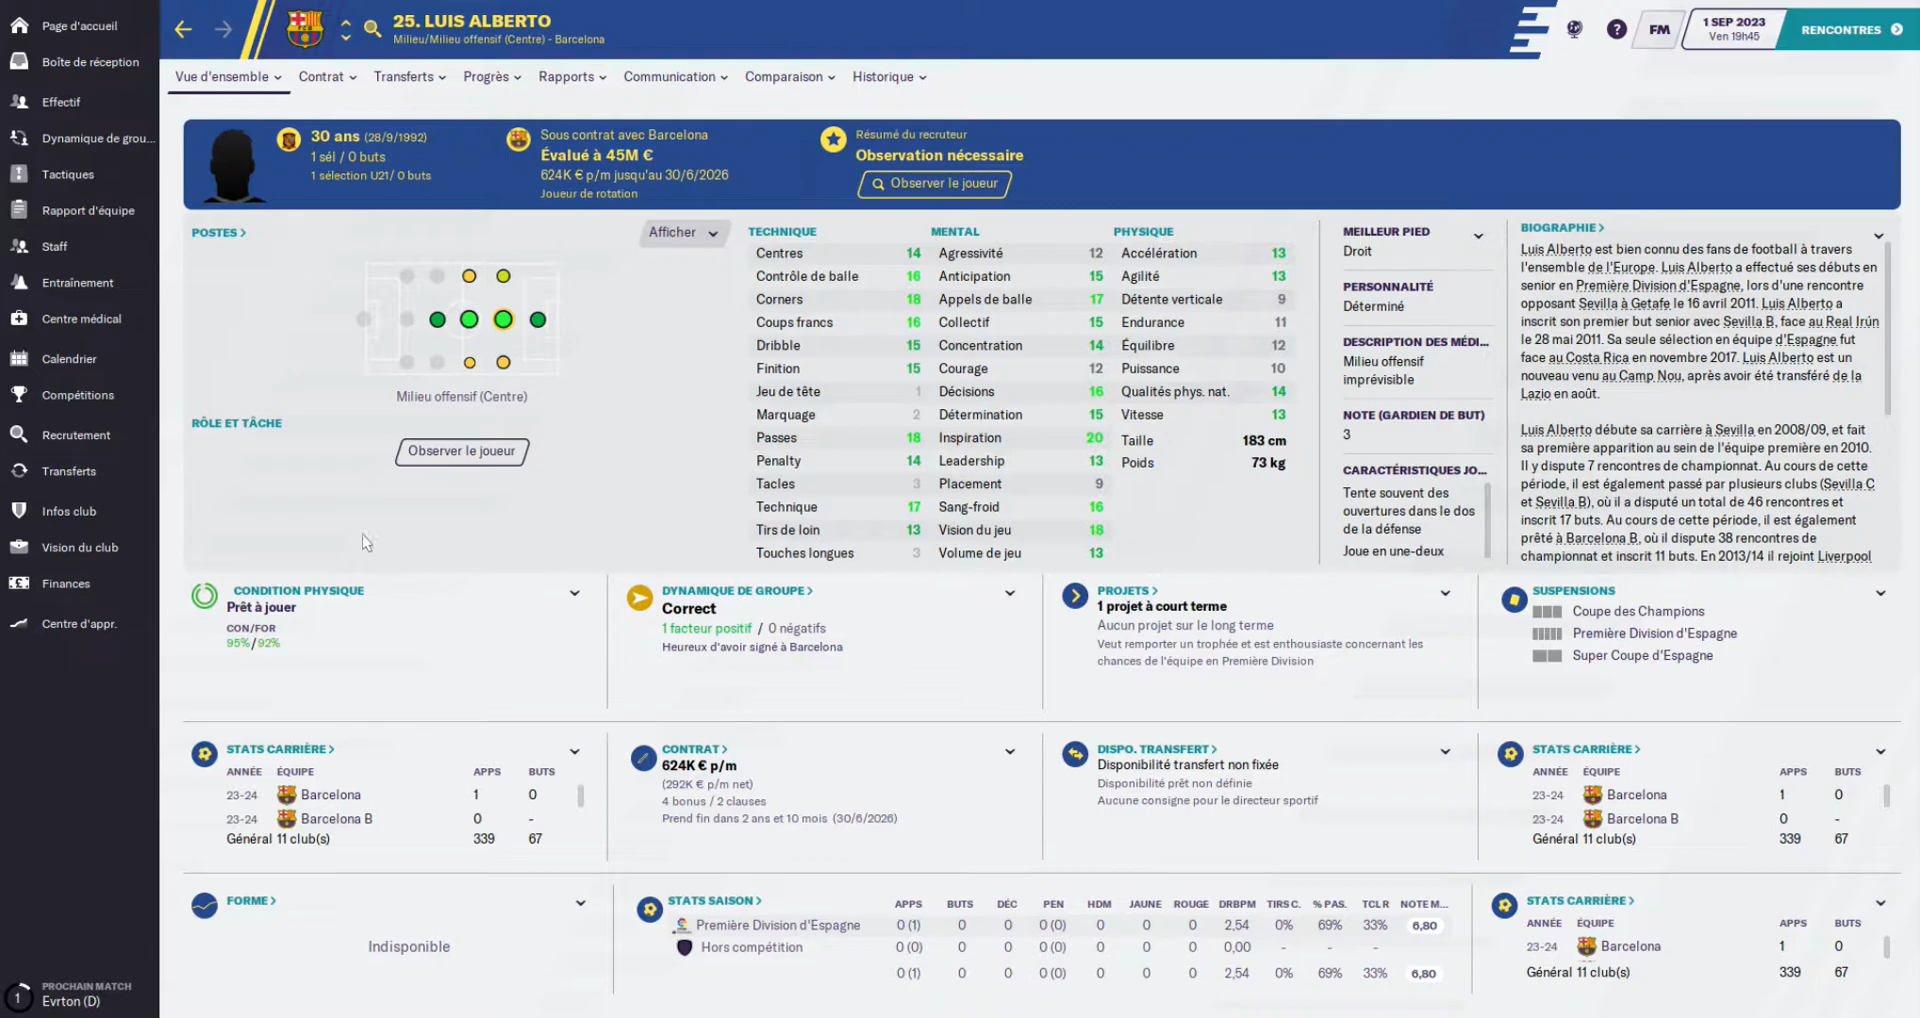 Page d'accueil
Boîte de réception
Effectif
Dynamique de grou...
Tactiques
Rapport d'équipe
Staff
Entraînement
Centre médical
Calendrier
Compétitions
Recrutement
Transferts
Infos club
Vision du club
Finances
Centre d'appr.
1
PROCHAIN MATCH
Evrton (D)
25. LUIS ALBERTO
Milieu/Milieu offensif (Centre) - Barcelona
?
FM
1 SEP 2023
Ven 19h45
RENCONTRES
Vue d'ensemble Contrat Transferts Progrès Rapports Communication Comparaison Historique
30 ans (28/9/1992)
1 sél / 0 buts
1 sélection U21/ 0 buts
Sous contrat avec Barcelona
Évalué à 45M €
624K € p/m jusqu'au 30/6/2026
Joueur de rotation
Résumé du recruteur
Observation nécessaire
Observer le joueur
POSTES >
Afficher
Milieu offensif (Centre)
RÔLE ET TÂCHE
Observer le joueur
TECHNIQUE
Centres 14
Contrôle de balle 16
Corners 18
Coups francs 16
Dribble 15
Finition 15
Jeu de tête 1
Marquage 2
Passes 18
Penalty 14
Tacles 3
Technique 17
Tirs de loin 13
Touches longues 3
MENTAL
Agressivité 12
Anticipation 15
Appels de balle 17
Collectif 15
Concentration 14
Courage 12
Décisions 16
Détermination 15
Inspiration 20
Leadership 13
Placement 9
Sang-froid 16
Vision du jeu 18
Volume de jeu 13
PHYSIQUE
Accélération 13
Agilité 13
Détente verticale 9
Endurance 11
Équilibre 12
Puissance 10
Qualités phys. nat. 14
Vitesse 13
Taille 183 cm
Poids 73 kg
MEILLEUR PIED
Droit
PERSONNALITÉ
Déterminé
DESCRIPTION DES MÉDI...
Milieu offensif
imprévisible
NOTE (GARDIEN DE BUT)
3
CARACTÉRISTIQUES JO...
Tente souvent des
ouvertures dans le dos
de la défense
Joue en une-deux
BIOGRAPHIE >
Luis Alberto est bien connu des fans de football à travers
l'ensemble de l'Europe. Luis Alberto a effectué ses débuts en
senior en Première Division d'Espagne, lors d'une rencontre
opposant Sevilla à Getafe le 16 avril 2011. Luis Alberto a
inscrit son premier but senior avec Sevilla B, face au Real Irún
le 28 mai 2011. Sa seule sélection en équipe d'Espagne fut
face au Costa Rica en novembre 2017. Luis Alberto est un
nouveau venu au Camp Nou, après avoir été transféré de la
Lazio en août.
Luis Alberto débute sa carrière à Sevilla en 2008/09, et fait
sa première apparition au sein de l'équipe première en 2010.
Il y dispute 7 rencontres de championnat. Au cours de cette
période, il est également passé par plusieurs clubs (Sevilla C
et Sevilla B), où il a disputé un total de 46 rencontres et
inscrit 17 buts. Au cours de cette période, il est également
prêté à Barcelona B, où il dispute 38 rencontres de
championnat et inscrit 11 buts. En 2013/14 il rejoint Liverpool
CONDITION PHYSIQUE
Prêt à jouer
CON/FOR
95%/92%
DYNAMIQUE DE GROUPE >
Correct
1 facteur positif / 0 négatifs
Heureux d'avoir signé à Barcelona
PROJETS >
1 projet à court terme
Aucun projet sur le long terme
Veut remporter un trophée et est enthousiaste concernant les
chances de l'équipe en Première Division
SUSPENSIONS
Coupe des Champions
Première Division d'Espagne
Super Coupe d'Espagne
STATS CARRIÈRE >
ANNÉE ÉQUIPE APPS BUTS
23-24 Barcelona 1 0
23-24 Barcelona B 0 -
Général 11 club(s) 339 67
CONTRAT >
624K € p/m
(292K € p/m net)
4 bonus / 2 clauses
Prend fin dans 2 ans et 10 mois (30/6/2026)
DISPO. TRANSFERT >
Disponibilité transfert non fixée
Disponibilité prêt non définie
Aucune consigne pour le directeur sportif
STATS CARRIÈRE >
ANNÉE ÉQUIPE APPS BUTS
23-24 Barcelona 1 0
23-24 Barcelona B 0 -
Général 11 club(s) 339 67
FORME >
Indisponible
STATS SAISON > APPS BUTS DÉC PEN HDM JAUNE ROUGE DRBPM TIRS C. % PAS. TCL R NOTE M...
Première Division d'Espagne 0 (1) 0 0 0 (0) 0 0 0 2,54 0% 69% 33% 6,80
Hors compétition 0 (0) 0 0 0 (0) 0 0 0 0,00 - - -
0 (1) 0 0 0 (0) 0 0 0 2,54 0% 69% 33% 6,80
STATS CARRIÈRE >
ANNÉE ÉQUIPE APPS BUTS
23-24 Barcelona 1 0
Général 11 club(s) 339 67